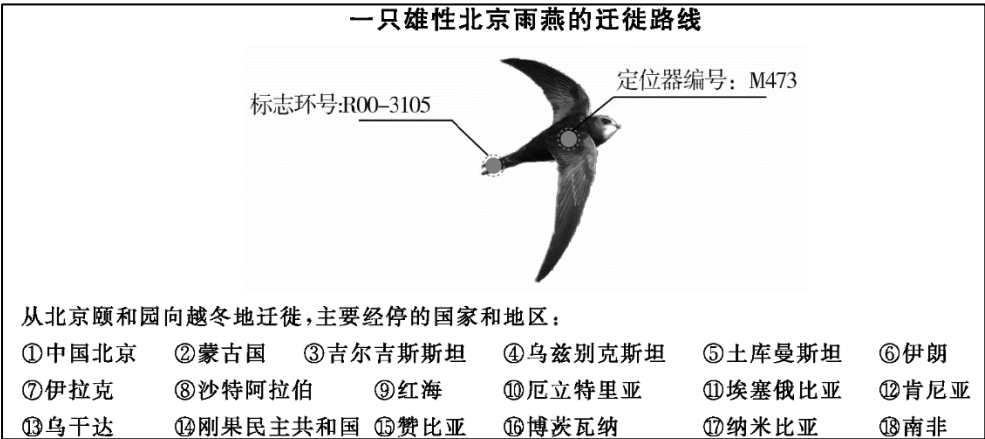 一只雄性北京雨燕的迁徙路线
定位器编号：M473
标志环号:R00-3105
从北京颐和园向越冬地迁徙,主要经停的国家和地区：
①中国北京 ②蒙古国 ③吉尔吉斯斯坦 ④乌兹别克斯坦 ⑤土库曼斯坦 ⑥伊朗
⑦伊拉克 ⑧沙特阿拉伯 ⑨红海 ⑩厄立特里亚 ⑪埃塞俄比亚 ⑫肯尼亚
⑬乌干达 ⑭刚果民主共和国 ⑮赞比亚 ⑯博茨瓦纳 ⑰纳米比亚 ⑱南非